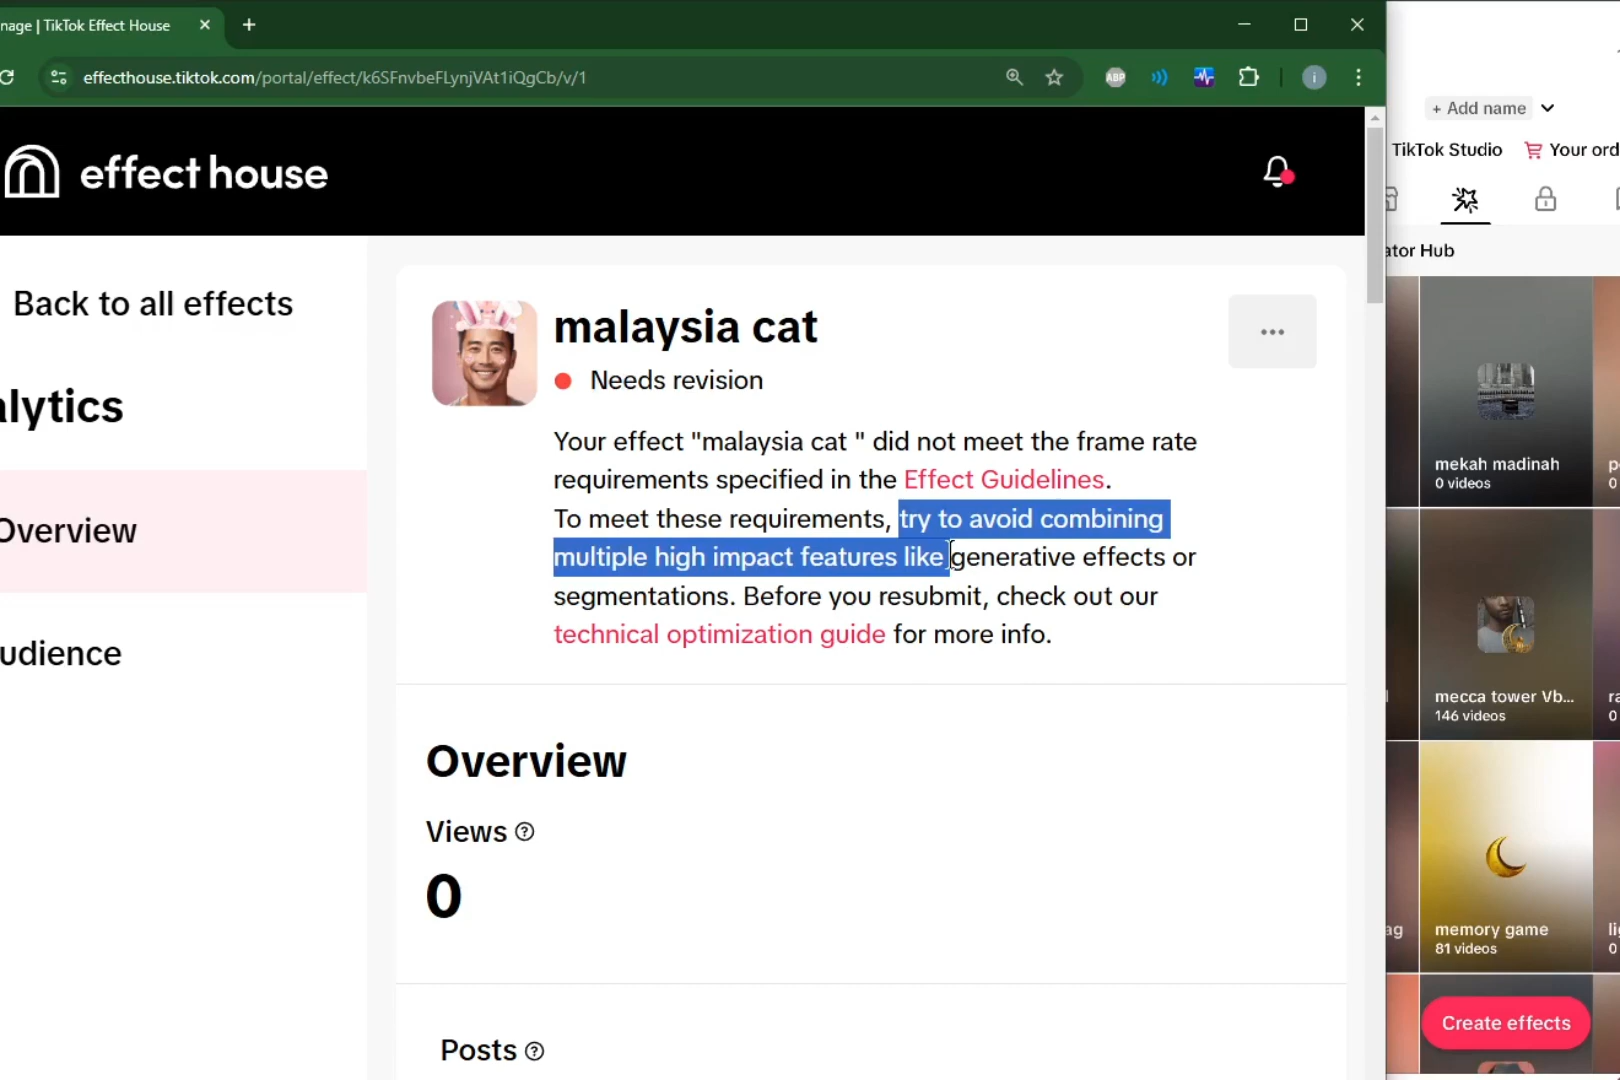 nage | TikTok Effect House
effecthouse.tiktok.com/portal/effect/k6SFnvbeFLynjVAt1iQgCb/v/1
ABP
i
effect house
Back to all effects
alytics
Overview
udience
malaysia cat
Needs revision
Your effect "malaysia cat " did not meet the frame rate
requirements specified in the Effect Guidelines.
To meet these requirements, try to avoid combining
multiple high impact features like generative effects or
segmentations. Before you resubmit, check out our
technical optimization guide for more info.
Overview
Views
0
Posts
+ Add name
TikTok Studio
Your ord
ator Hub
mekah madinah
0 videos
mecca tower Vb...
146 videos
memory game
81 videos
ag
Create effects